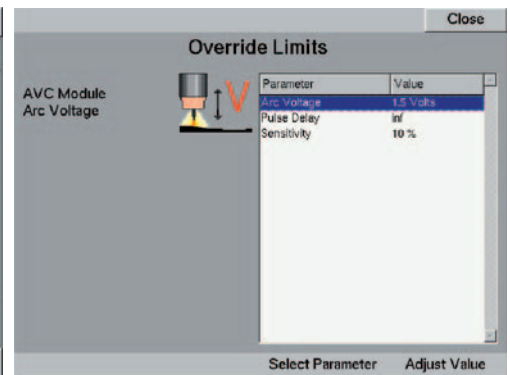 Close
Override Limits
AVC Module
Arc Voltage
V
Parameter Value
Arc Voltage 1.5 Volts
Pulse Delay inf
Sensitivity 10 %
Select Parameter Adjust Value